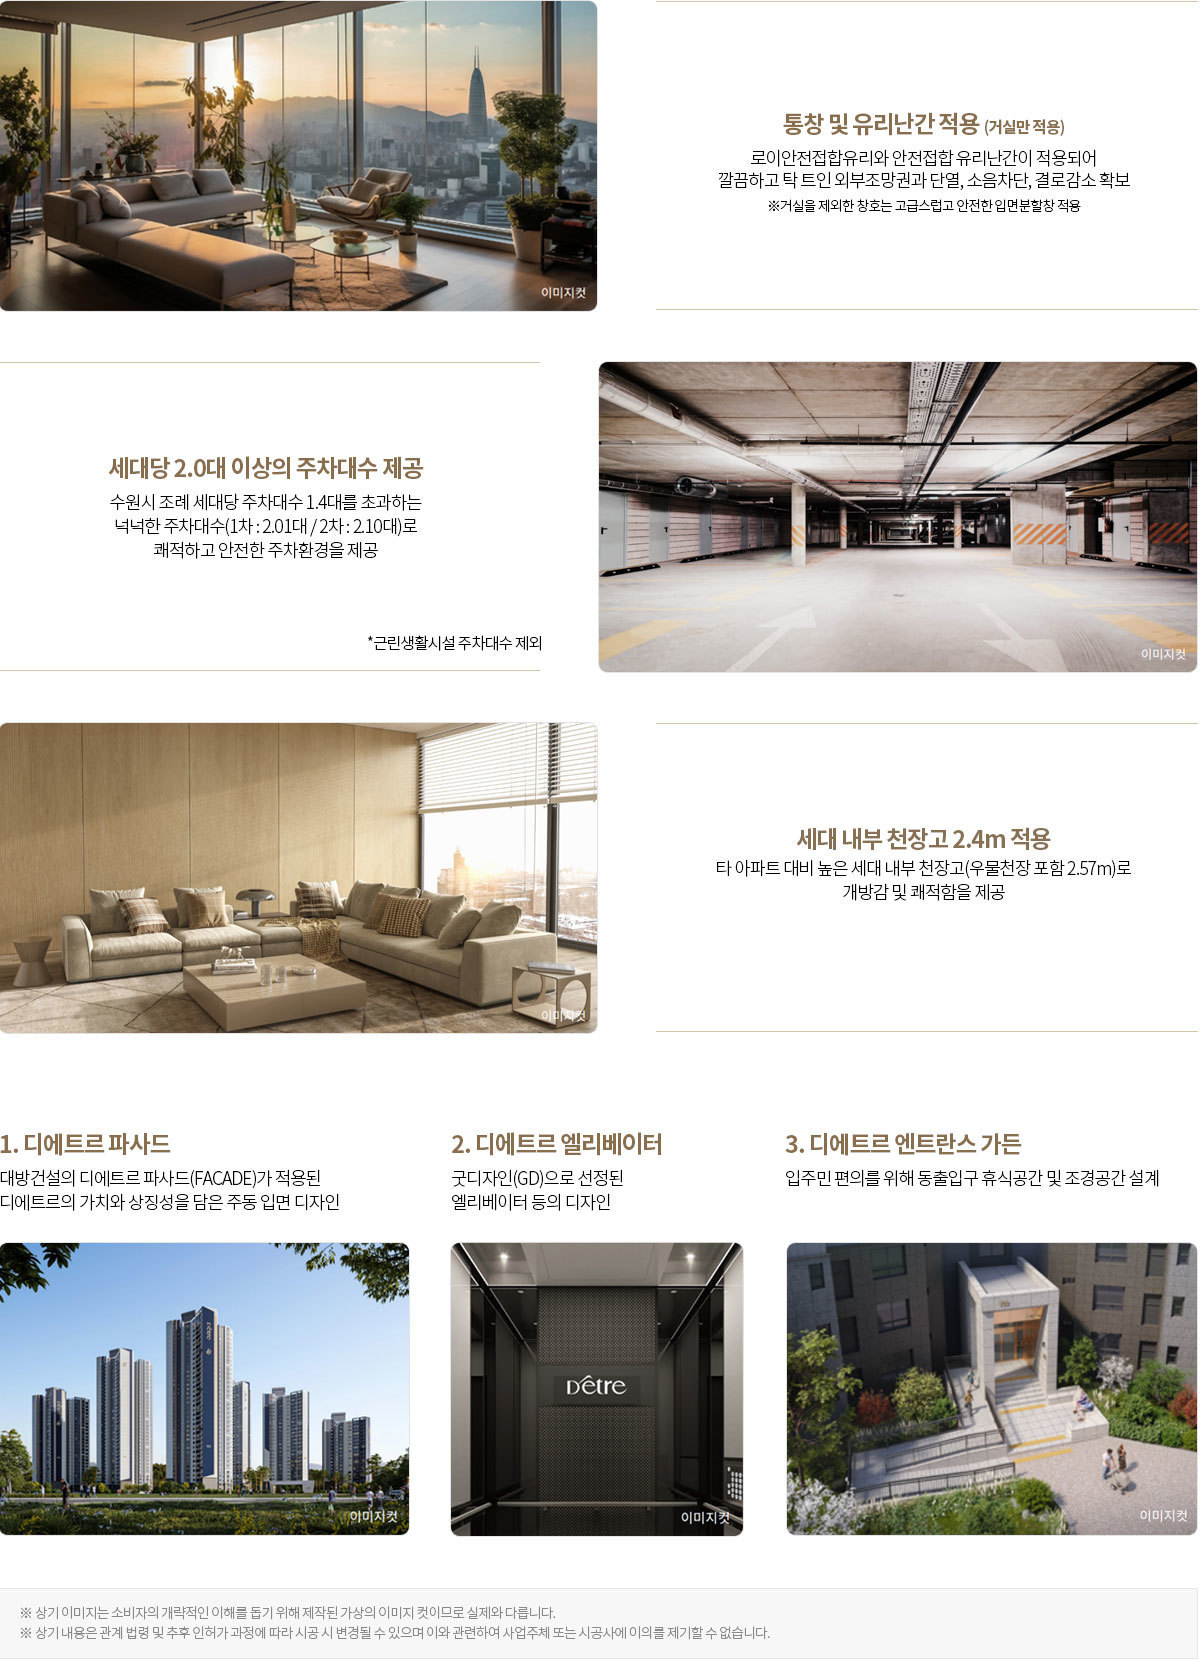 통창 및 유리난간 적용 (거실만 적용)
로이안전접합유리와 안전접합 유리난간이 적용되어
깔끔하고 탁 트인 외부조망권과 단열, 소음차단, 결로감소 확보
※거실을 제외한 창호는 고급스럽고 안전한 입면분할창 적용
이미지컷
세대당 2.0대 이상의 주차대수 제공
수원시 조례 세대당 주차대수 1.4대를 초과하는
넉넉한 주차대수(1차 : 2.01대 / 2차 : 2.10대)로
쾌적하고 안전한 주차환경을 제공
*근린생활시설 주차대수 제외
이미지컷
세대 내부 천장고 2.4m 적용
타 아파트 대비 높은 세대 내부 천장고(우물천장 포함 2.57m)로
개방감 및 쾌적함을 제공
이미지컷
1. 디에트르 파사드
대방건설의 디에트르 파사드(FACADE)가 적용된
디에트르의 가치와 상징성을 담은 주동 입면 디자인
이미지컷
2. 디에트르 엘리베이터
굿디자인(GD)으로 선정된
엘리베이터 등의 디자인
Dêtre
이미지컷
3. 디에트르 엔트란스 가든
입주민 편의를 위해 동출입구 휴식공간 및 조경공간 설계
이미지컷
※ 상기 이미지는 소비자의 개략적인 이해를 돕기 위해 제작된 가상의 이미지 컷이므로 실제와 다릅니다.
※ 상기 내용은 관계 법령 및 추후 인허가 과정에 따라 시공 시 변경될 수 있으며 이와 관련하여 사업주체 또는 시공사에 이의를 제기할 수 없습니다.